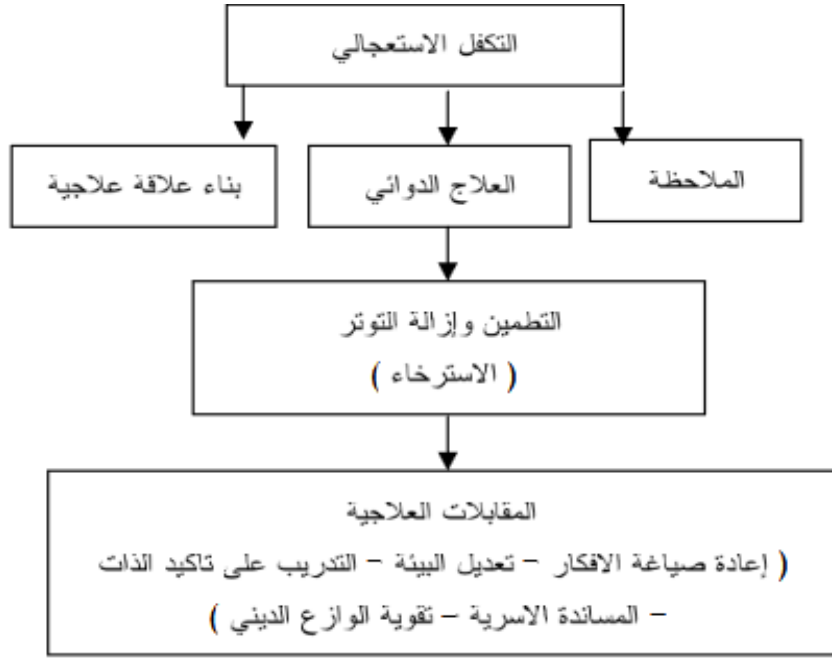 التكفل الاستعجالي
الملاحظة
العلاج الدوائي
بناء علاقة علاجية
التطمين وإزالة التوتر
( الاسترخاء )
المقابلات العلاجية
( إعادة صياغة الافكار – تعديل البيئة – التدريب على تاكيد الذات
– المساندة الاسرية – تقوية الوازع الديني )